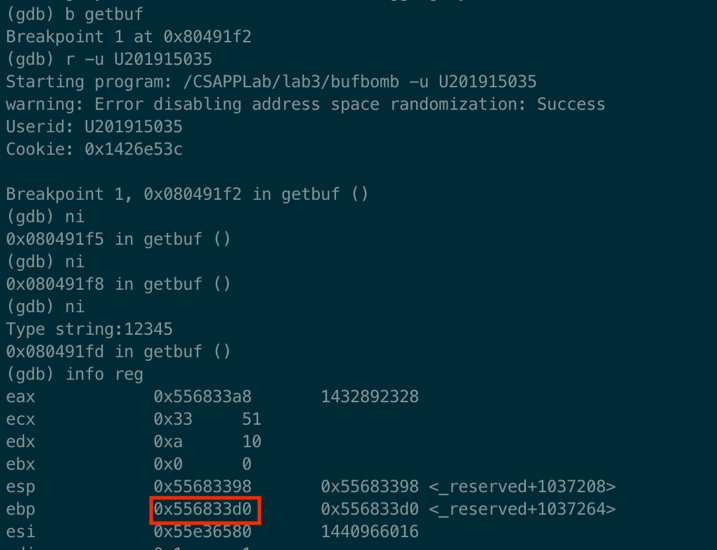 (gdb) b getbuf
Breakpoint 1 at 0x80491f2
(gdb) r -u U201915035
Starting program: /CSAPPLab/lab3/bufbomb -u U201915035
warning: Error disabling address space randomization: Success
Userid: U201915035
Cookie: 0x1426e53c
Breakpoint 1, 0x080491f2 in getbuf ()
(gdb) ni
0x080491f5 in getbuf ()
(gdb) ni
0x080491f8 in getbuf ()
(gdb) ni
Type string:12345
0x080491fd in getbuf ()
(gdb) info reg
eax 0x556833a8 1432892328
ecx 0x33 51
edx 0xa 10
ebx 0x0 0
esp 0x55683398 0x55683398 <_reserved+1037208>
ebp 0x556833d0 0x556833d0 <_reserved+1037264>
esi 0x55e36580 1440966016